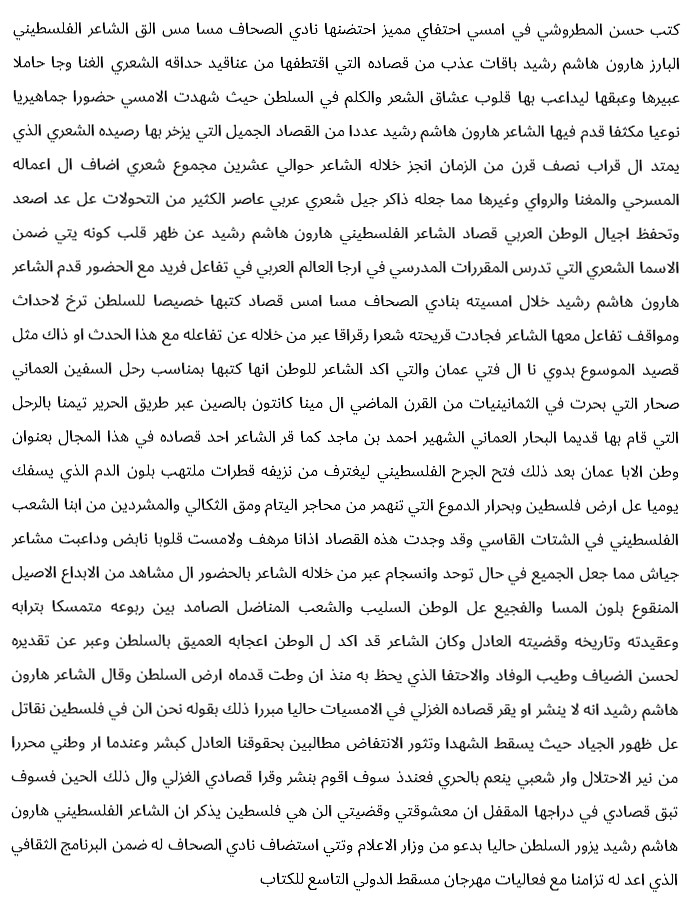 كتب حسن المطروشي في امسي احتفاي مميز احتضنها نادي الصحاف مسا مس الق الشاعر الفلسطيني
البارز هارون هاشم رشيد باقات عذب من قصاده التي اقتطفها من عناقيد حداقه الشعري الغنا وجا حاملا
عبيرها وعبقها ليداعب بها قلوب عشاق الشعر والكلم في السلطن حيث شهدت الامسي حضورا جماهيريا
نوعيا مكثفا قدم فيها الشاعر هارون هاشم رشيد عددا من القصاد الجميل التي يزخر بها رصيده الشعري الذي
يمتد ال قراب نصف قرن من الزمان انجز خلاله الشاعر حوالي عشرين مجموع شعري اضاف ال اعماله
المسرحي والمغنا والرواي وغيرها مما جعله ذاكر جيل شعري عربي عاصر الكثير من التحولات عل عد اصعد
وتحفظ اجيال الوطن العربي قصاد الشاعر الفلسطيني هارون هاشم رشيد عن ظهر قلب كونه يتي ضمن
الاسما الشعري التي تدرس المقررات المدرسي في ارجا العالم العربي في تفاعل فريد مع الحضور قدم الشاعر
هارون هاشم رشيد خلال امسيته بنادي الصحاف مسا امس قصاد كتبها خصيصا للسلطن ترخ لاحداث
ومواقف تفاعل معها الشاعر فجادت قريحته شعرا رقراقا عبر من خلاله عن تفاعله مع هذا الحدث او ذاك مثل
قصيد الموسوع بدوي نا ال فتي عمان والتي اكد الشاعر للوطن انها كتبها بمناسب رحل السفين العماني
صحار التي بحرت في الثمانينيات من القرن الماضي ال مينا كانتون بالصين عبر طريق الحرير تيمنا بالرحل
التي قام بها قديما البحار العماني الشهير احمد بن ماجد كما قر الشاعر احد قصاده في هذا المجال بعنوان
وطن الابا عمان بعد ذلك فتح الجرح الفلسطيني ليغترف من نزيفه قطرات ملتهب بلون الدم الذي يسفك
يوميا عل ارض فلسطين وبحرار الدموع التي تنهمر من محاجر اليتام ومق الثكالي والمشردين من ابنا الشعب
الفلسطيني في الشتات القاسي وقد وجدت هذه القصاد اذانا مرهف ولامست قلوبا نابض وداعبت مشاعر
جياش مما جعل الجميع في حال توحد وانسجام عبر من خلاله الشاعر بالحضور ال مشاهد من الابداع الاصيل
المنقوع بلون المسا والفجيع عل الوطن السليب والشعب المناضل الصامد بين ربوعه متمسكا بترابه
وعقيدته وتاريخه وقضيته العادل وكان الشاعر قد اكد ل الوطن اعجابه العميق بالسلطن وعبر عن تقديره
لحسن الضياف وطيب الوفاد والاحتفا الذي يحظ به منذ ان وطت قدماه ارض السلطن وقال الشاعر هارون
هاشم رشيد انه لا ينشر او يقر قصاده الغزلي في الامسيات حاليا مبررا ذلك بقوله نحن الن في فلسطين نقاتل
عل ظهور الجياد حيث يسقط الشهدا وتثور الانتفاض مطالبين بحقوقنا العادل كبشر وعندما ار وطني محررا
من نير الاحتلال وار شعبي ينعم بالحري فعندذ سوف اقوم بنشر وقرا قصادي الغزلي وال ذلك الحين فسوف
تبق قصادي في دراجها المقفل ان معشوقتي وقضيتي الن هي فلسطين يذكر ان الشاعر الفلسطيني هارون
هاشم رشيد يزور السلطن حاليا بدعو من وزار الاعلام وتتي استضاف نادي الصحاف له ضمن البرنامج الثقافي
الذي اعد له تزامنا مع فعاليات مهرجان مسقط الدولي التاسع للكتاب